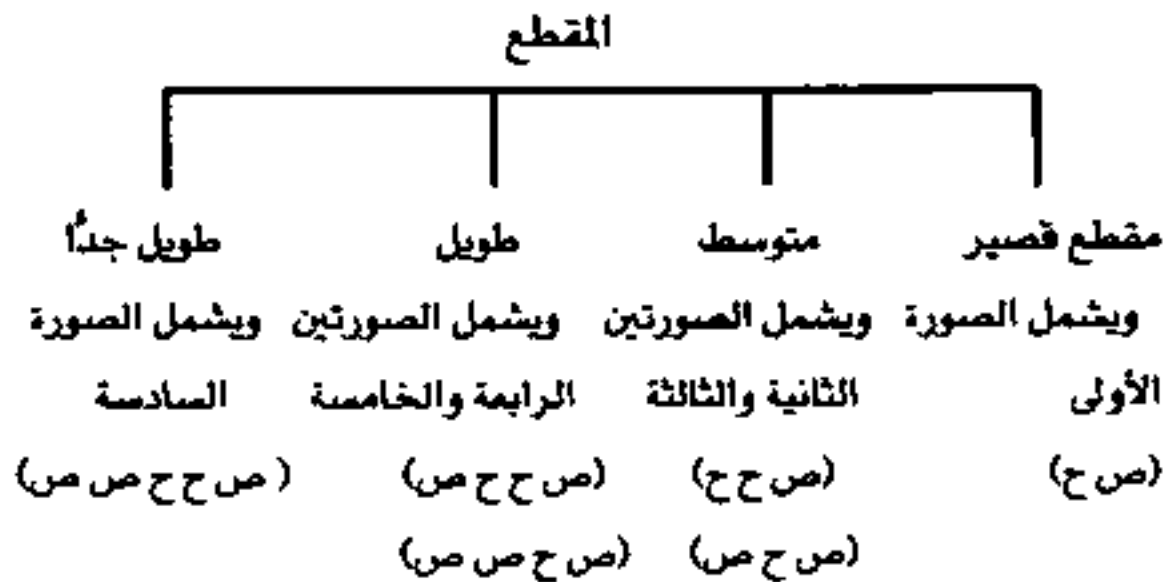 المقطع
مقطع قصير متوسط طويل طويل جدًا
ويشمل الصورة ويشمل الصورتين ويشمل الصورتين ويشمل الصورة
الأولى الثانية والثالثة الرابعة والخامسة السادسة
(ص ح) (ص ح ح) (ص ح ح ص) (ص ح ح ص ص)
(ص ح ص) (ص ح ص ص)